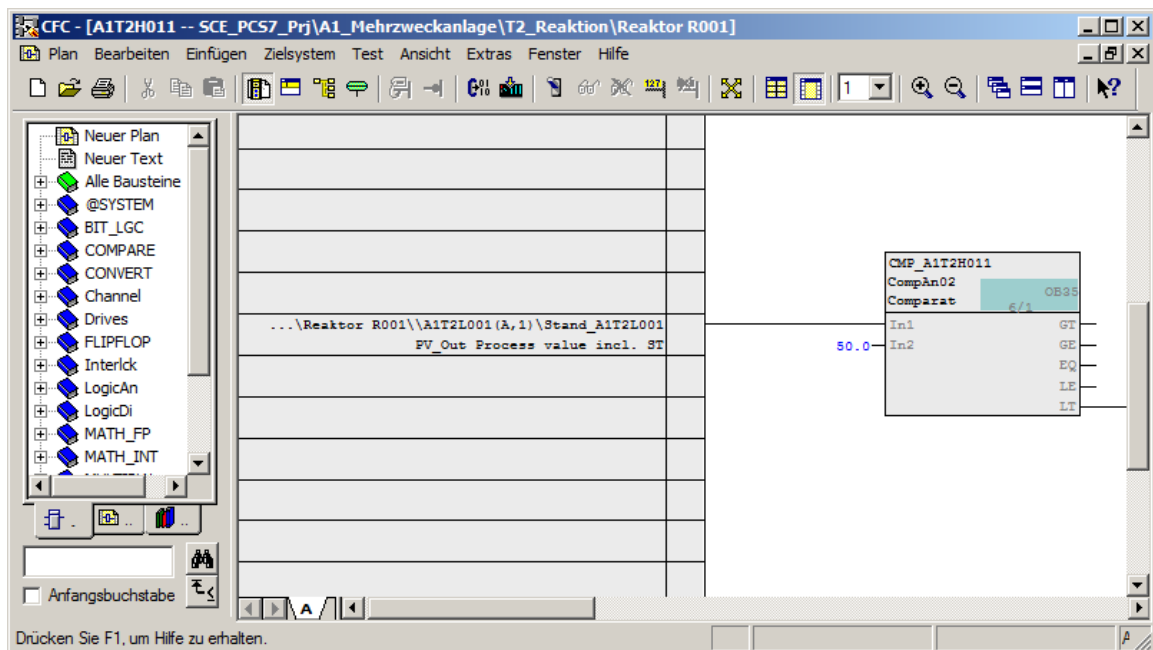 CFC - [A1T2H011 -- SCE_PCS7_Prj\A1_Mehrzweckanlage\T2_Reaktion\Reaktor R001]
Plan Bearbeiten Einfügen Zielsystem Test Ansicht Extras Fenster Hilfe
1
Neuer Plan
Neuer Text
Alle Bausteine
@SYSTEM
BIT_LGC
COMPARE
CONVERT
Channel
Drives
FLIPFLOP
Interlck
LogicAn
LogicDi
MATH_FP
MATH_INT
Anfangsbuchstabe
...\Reaktor R001\\A1T2L001(A,1)\Stand_A1T2L001
PV_Out Process value incl. ST
CMP_A1T2H011
CompAn02
OB35
Comparat
6/1
In1 GT
50.0 In2 GE
EQ
LE
LT
A
Drücken Sie F1, um Hilfe zu erhalten.